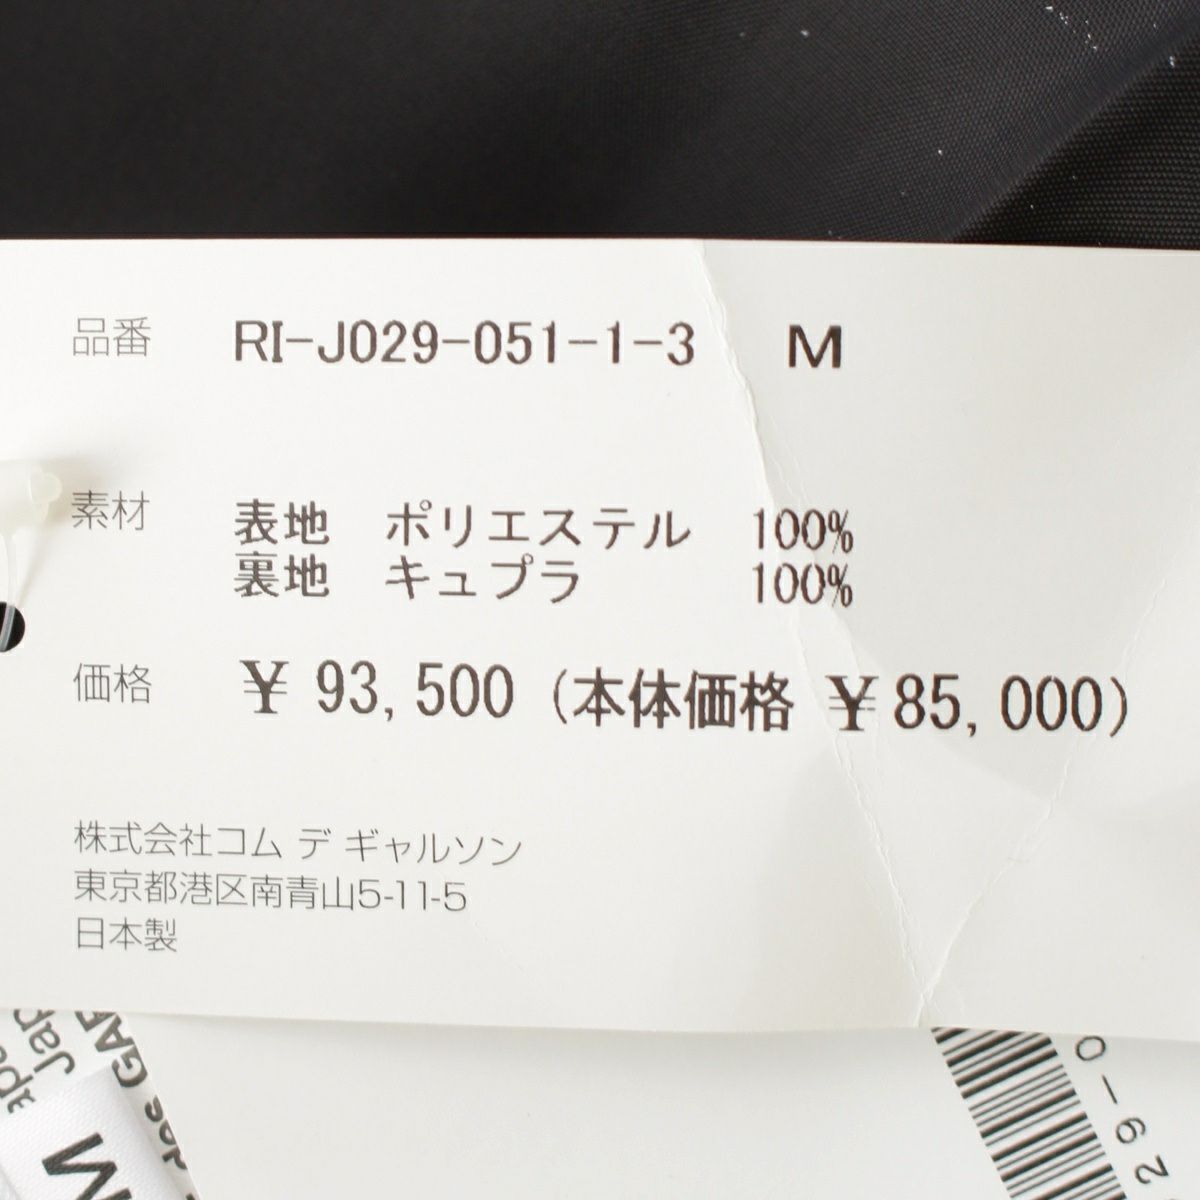 品番 RI-J029-051-1-3 M
素材 表地 ポリエステル 100%
裏地 キュプラ 100%
価格 ¥ 93,500 (本体価格 ¥85,000)
株式会社コム デ ギャルソン
東京都港区南青山5-11-5
日本製
M